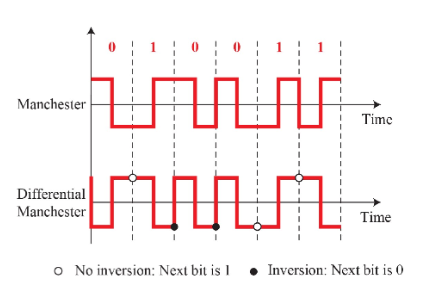 0 1 0 0 1 1
Manchester
Time
Differential
Manchester
Time
No inversion: Next bit is 1 Inversion: Next bit is 0